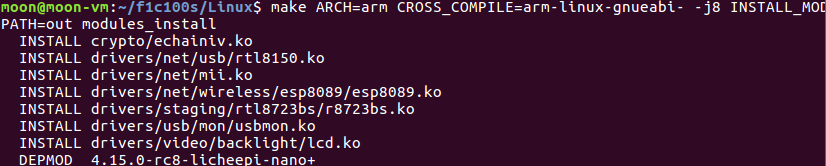 moon@moon-vm:~/f1c100s/Linux$ make ARCH=arm CROSS_COMPILE=arm-linux-gnueabi- -j8 INSTALL_MOD
PATH=out modules_install
  INSTALL crypto/echainiv.ko
  INSTALL drivers/net/usb/rtl8150.ko
  INSTALL drivers/net/mii.ko
  INSTALL drivers/net/wireless/esp8089/esp8089.ko
  INSTALL drivers/staging/rtl8723bs/r8723bs.ko
  INSTALL drivers/usb/mon/usbmon.ko
  INSTALL drivers/video/backlight/lcd.ko
  DEPMOD  4.15.0-rc8-licheepi-nano+